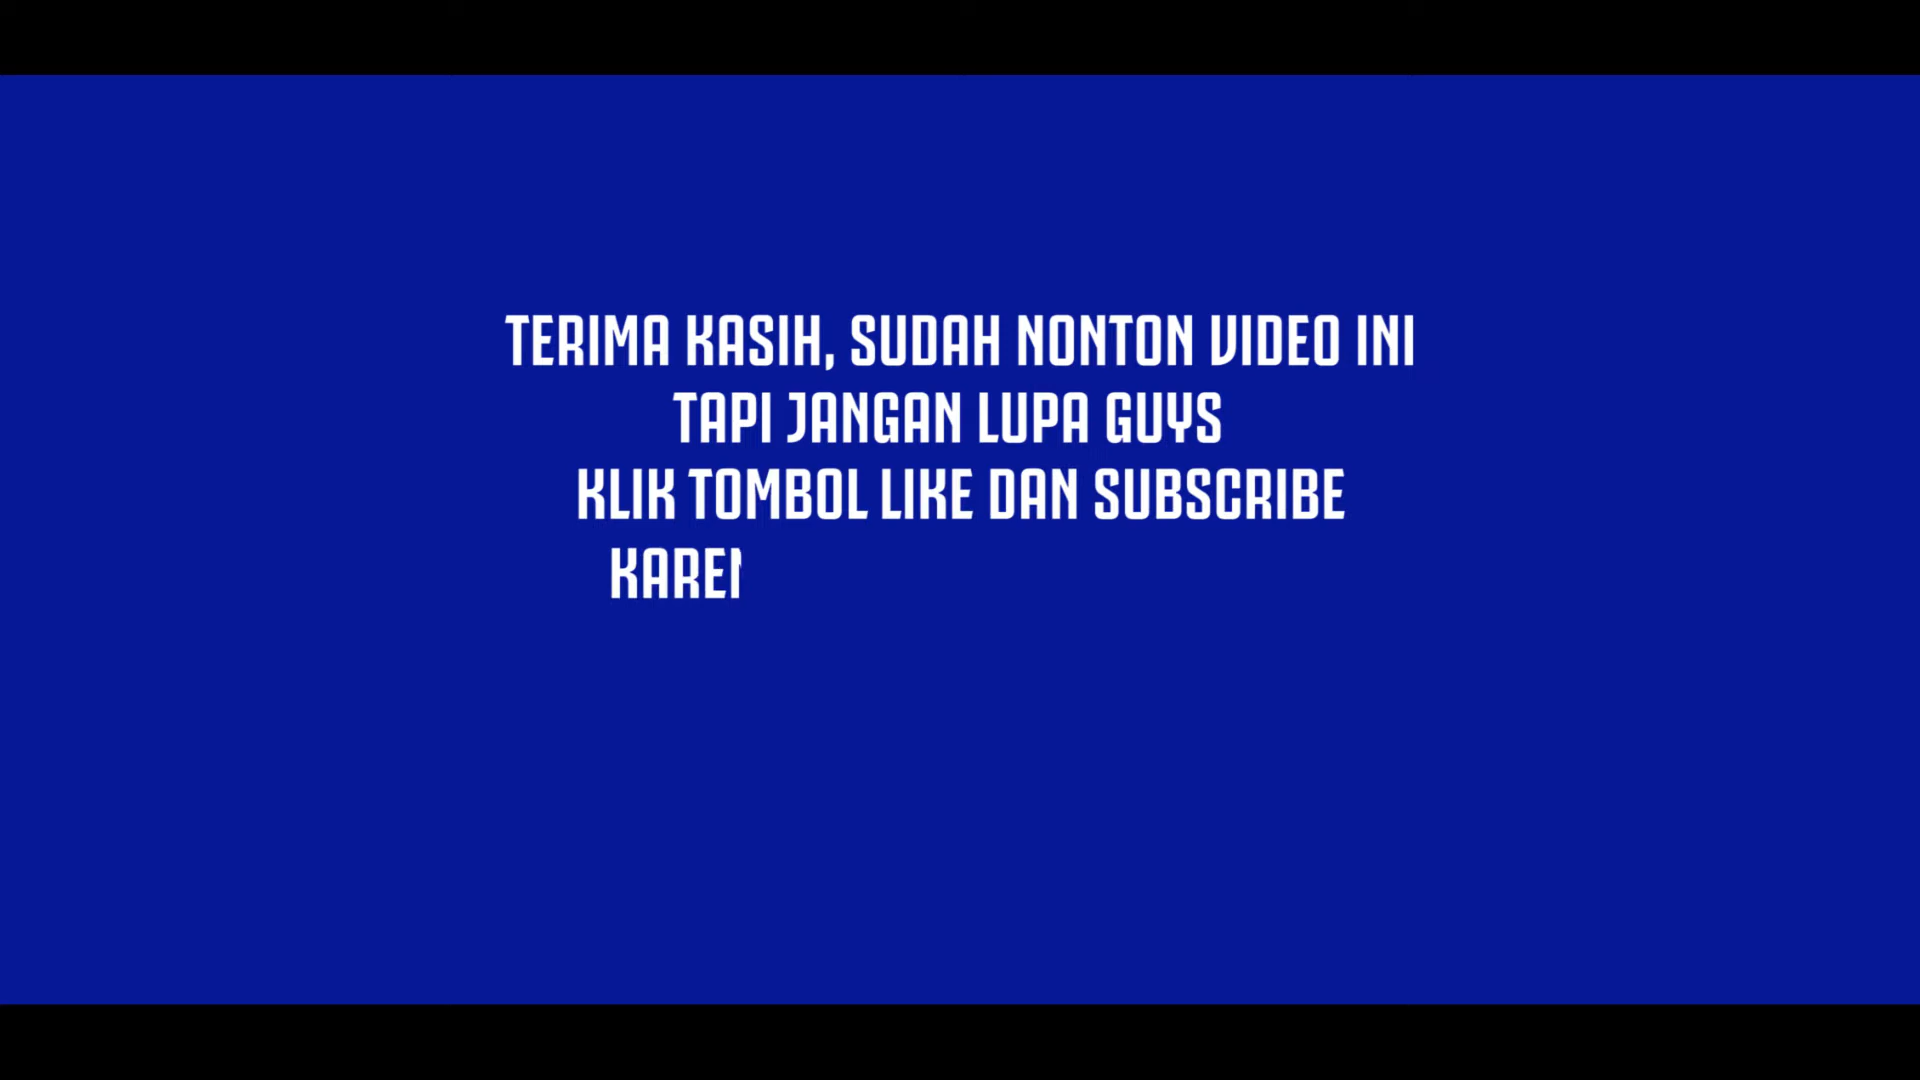 TERIMA KASIH, SUDAH NONTON VIDEO INI
TAPI JANGAN LUPA GUYS
KLIK TOMBOL LIKE DAN SUBSCRIBE